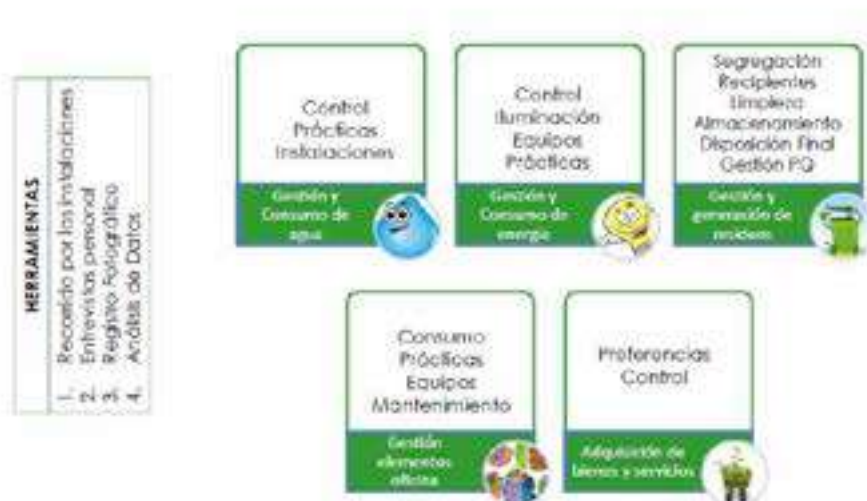 HERRAMIENTAS
1. Recorrido por las instalaciones
2. Entrevistas personal
3. Registro Fotográfico
4. Análisis de Datos
Control
Prácticas
Instalaciones
Gestión y
Consumo de
agua
Control
Iluminación
Equipos
Prácticas
Gestión y
Consumo de
energía
Segregación
Recipientes
Limpieza
Almacenamiento
Disposición Final
Gestión PQ
Gestión y
generación de
residuos
Consumo
Prácticas
Equipos
Mantenimiento
Gestión
elementos
oficina
Preferencias
Control
Adquisición de
bienes y servicios